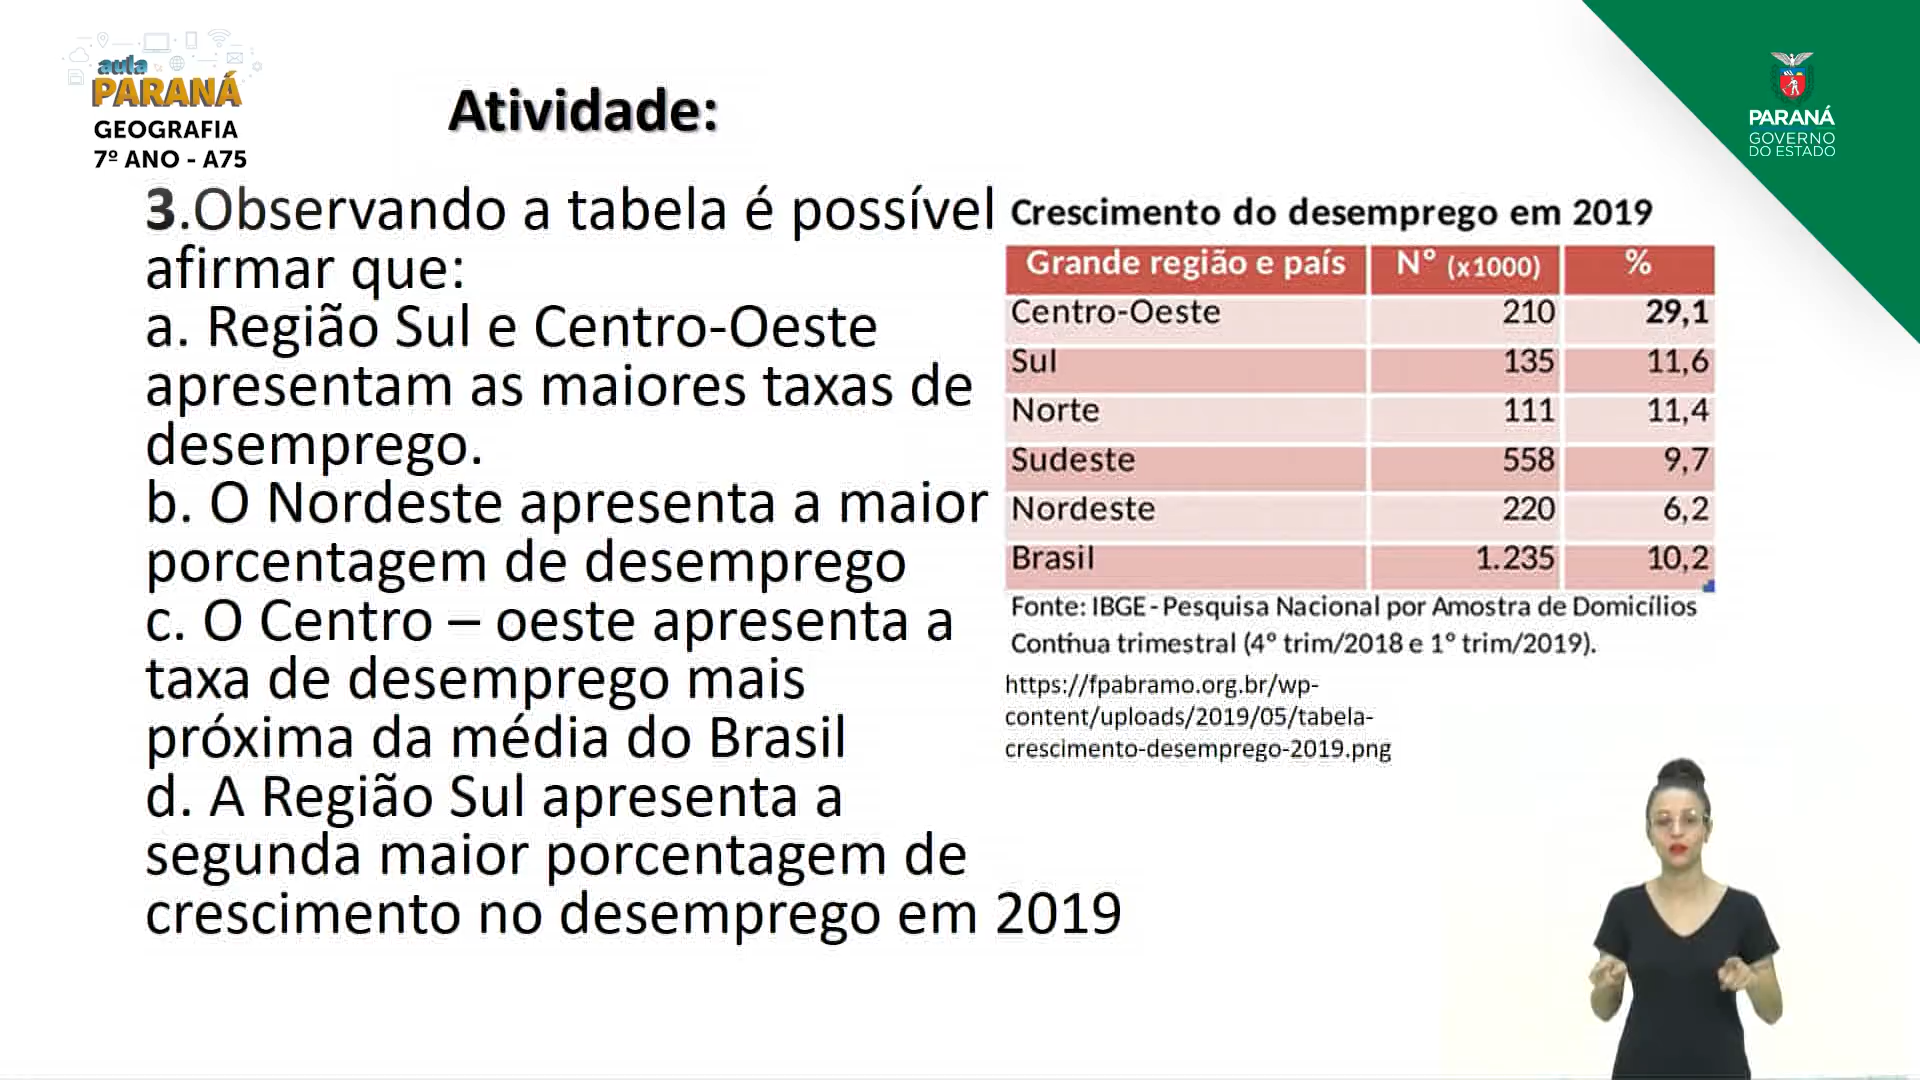 aula
PARANÁ
GEOGRAFIA
7º ANO - A75
Atividade:
PARANÁ
GOVERNO
DO ESTADO
3.Observando a tabela é possível
afirmar que:
a. Região Sul e Centro-Oeste
apresentam as maiores taxas de
desemprego.
b. O Nordeste apresenta a maior
porcentagem de desemprego
c. O Centro – oeste apresenta a
taxa de desemprego mais
próxima da média do Brasil
d. A Região Sul apresenta a
segunda maior porcentagem de
crescimento no desemprego em 2019
Crescimento do desemprego em 2019
Grande região e país Nº (x1000) %
Centro-Oeste 210 29,1
Sul 135 11,6
Norte 111 11,4
Sudeste 558 9,7
Nordeste 220 6,2
Brasil 1.235 10,2
Fonte: IBGE - Pesquisa Nacional por Amostra de Domicílios
Contínua trimestral (4º trim/2018 e 1º trim/2019).
https://fpabramo.org.br/wp-
content/uploads/2019/05/tabela-
crescimento-desemprego-2019.png